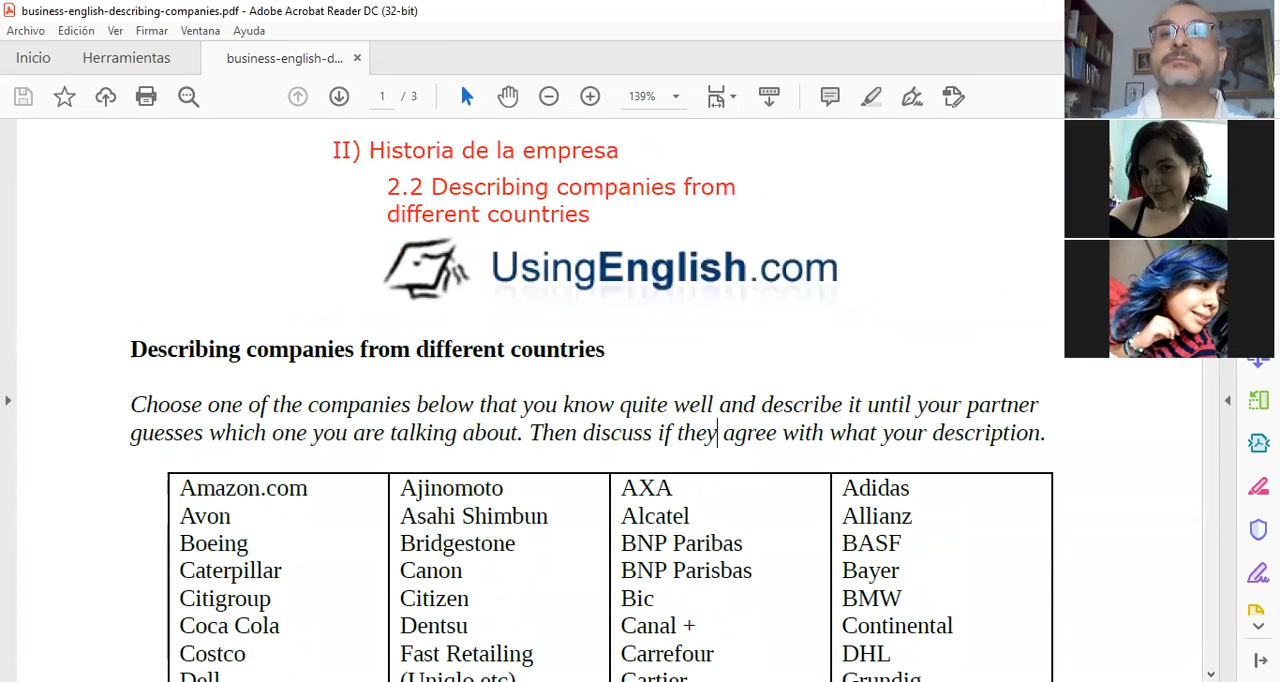 business-english-describing-companies.pdf - Adobe Acrobat Reader DC (32-bit)
Archivo Edición Ver Firmar Ventana Ayuda
Inicio Herramientas business-english-d... ×
1 / 3 139%
II) Historia de la empresa
2.2 Describing companies from
different countries
UsingEnglish.com
Describing companies from different countries
Choose one of the companies below that you know quite well and describe it until your partner
guesses which one you are talking about. Then discuss if they agree with what your description.
Amazon.com Ajinomoto AXA Adidas
Avon Asahi Shimbun Alcatel Allianz
Boeing Bridgestone BNP Paribas BASF
Caterpillar Canon BNP Parisbas Bayer
Citigroup Citizen Bic BMW
Coca Cola Dentsu Canal + Continental
Costco Fast Retailing Carrefour DHL
Dell (Uniqlo etc) Cartier Grundig